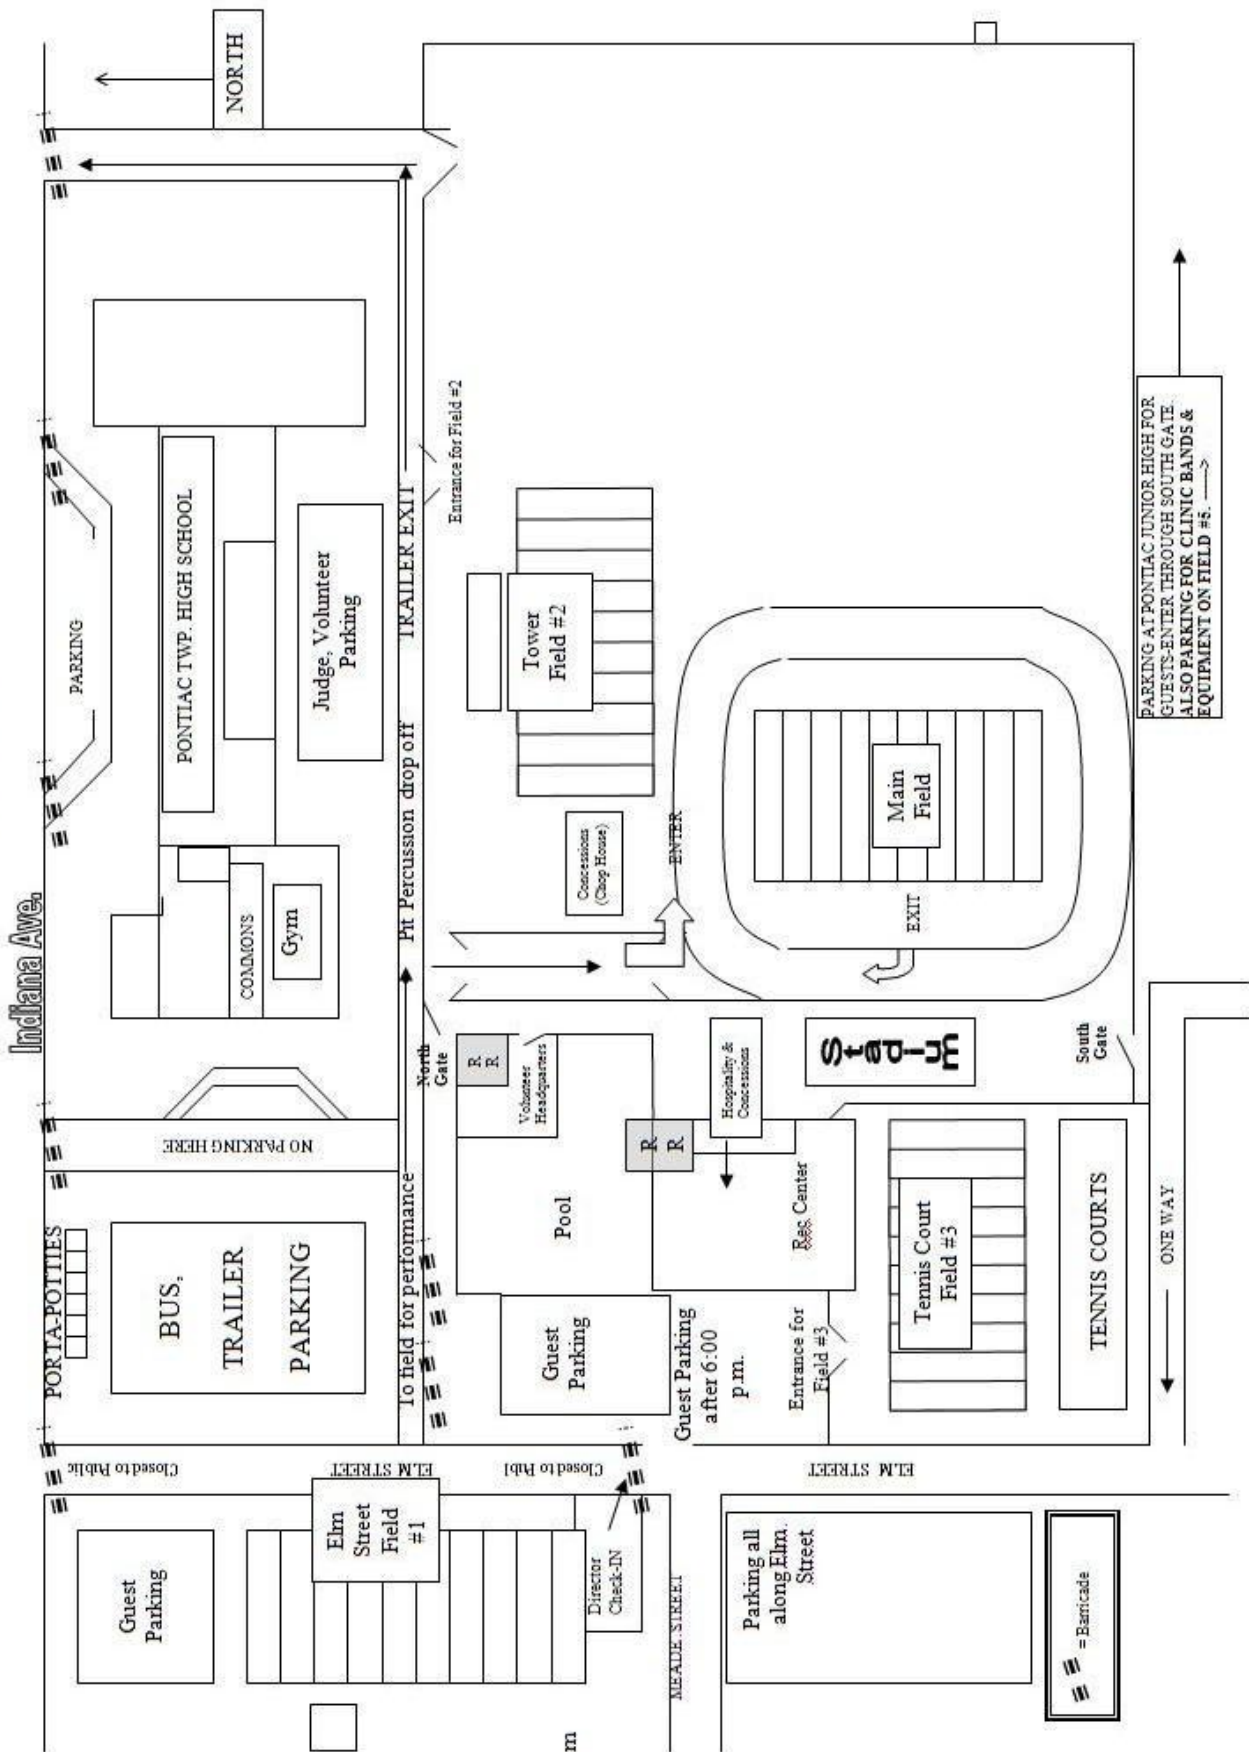 Indiana Ave.
NORTH
PARKING
PONTIAC TWP. HIGH SCHOOL
COMMONS
Gym
Judge, Volunteer
Parking
NO PARKING HERE
PORTA-POTTIES
BUS,
TRAILER
PARKING
Closed to Public
ELM STREET
Closed to Publ
ELM STREET
Guest
Parking
Elm
Street
Field
#1
Director
Check-IN
m
MEADE STREET
Parking all
along Elm
Street
= Barricade
To field for performance
Pit Percussion drop off
TRAILER EXIT
North
Gate
Entrance for Field #2
Tower
Field #2
Concessions
(Chop House)
R
R
Volunteer
Headquarters
Pool
Guest
Parking
Guest Parking
after 6:00
p.m.
R
R
Hospitality &
Concessions
Rec. Center
Entrance for
Field #3
ENTER
EXIT
Main
Field
Stadium
South
Gate
Tennis Court
Field #3
TENNIS COURTS
ONE WAY
PARKING AT PONTIAC JUNIOR HIGH FOR
GUESTS-ENTER THROUGH SOUTH GATE.
ALSO PARKING FOR CLINIC BANDS &
EQUIPMENT ON FIELD #5. ---->